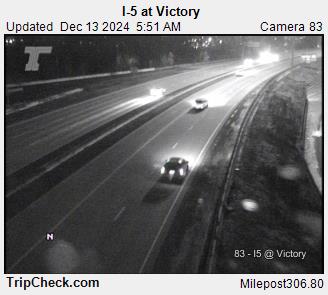 I-5 at Victory
Updated Dec 13 2024 5:51 AM Camera 83
T
N
83 - I5 @ Victory
TripCheck.com Milepost306.80